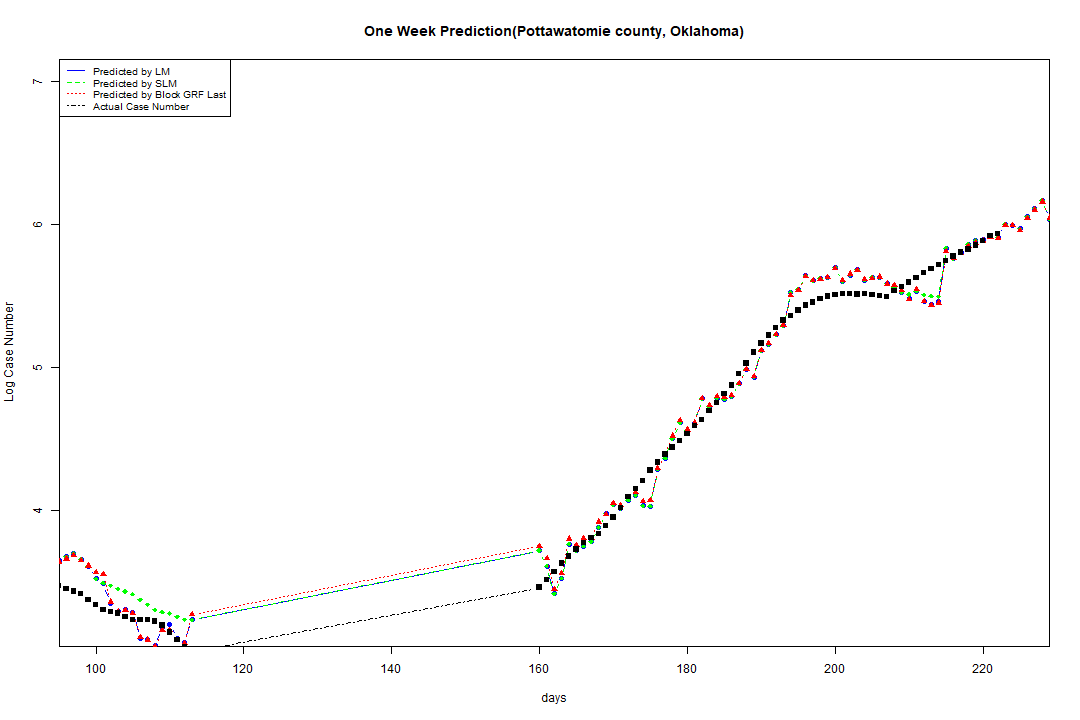 One Week Prediction(Pottawatomie county, Oklahoma)
Predicted by LM
Predicted by SLM
Predicted by Block GRF Last
Actual Case Number
7
6
5
4
Log Case Number
100 120 140 160 180 200 220
days